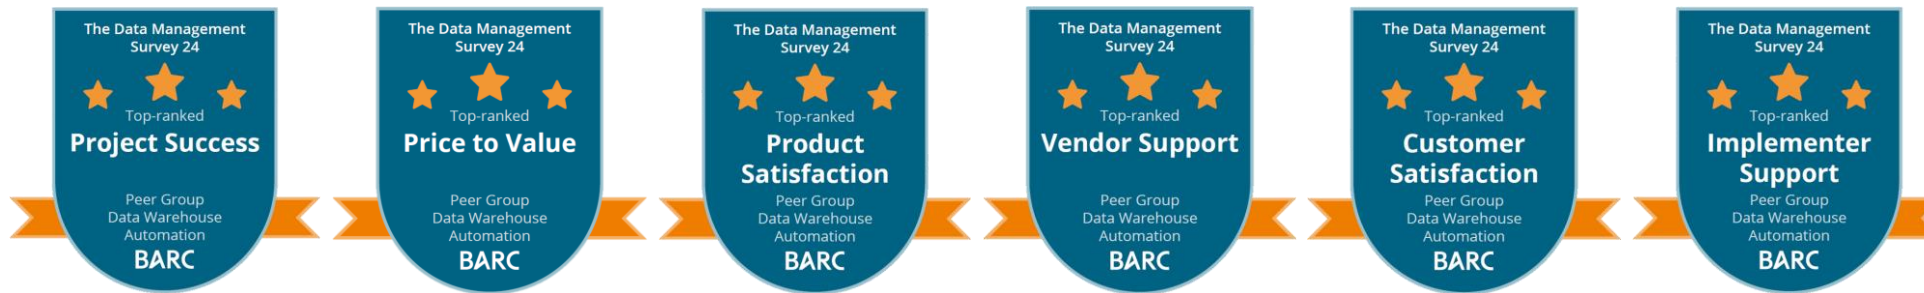 The Data Management
Survey 24
Top-ranked
Project Success
Peer Group
Data Warehouse
Automation
BARC
The Data Management
Survey 24
Top-ranked
Price to Value
Peer Group
Data Warehouse
Automation
BARC
The Data Management
Survey 24
Top-ranked
Product
Satisfaction
Peer Group
Data Warehouse
Automation
BARC
The Data Management
Survey 24
Top-ranked
Vendor Support
Peer Group
Data Warehouse
Automation
BARC
The Data Management
Survey 24
Top-ranked
Customer
Satisfaction
Peer Group
Data Warehouse
Automation
BARC
The Data Management
Survey 24
Top-ranked
Implementer
Support
Peer Group
Data Warehouse
Automation
BARC